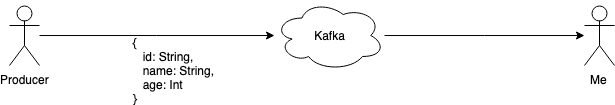 Kafka
{
id: String,
name: String,
age: Int
}
Producer
Me